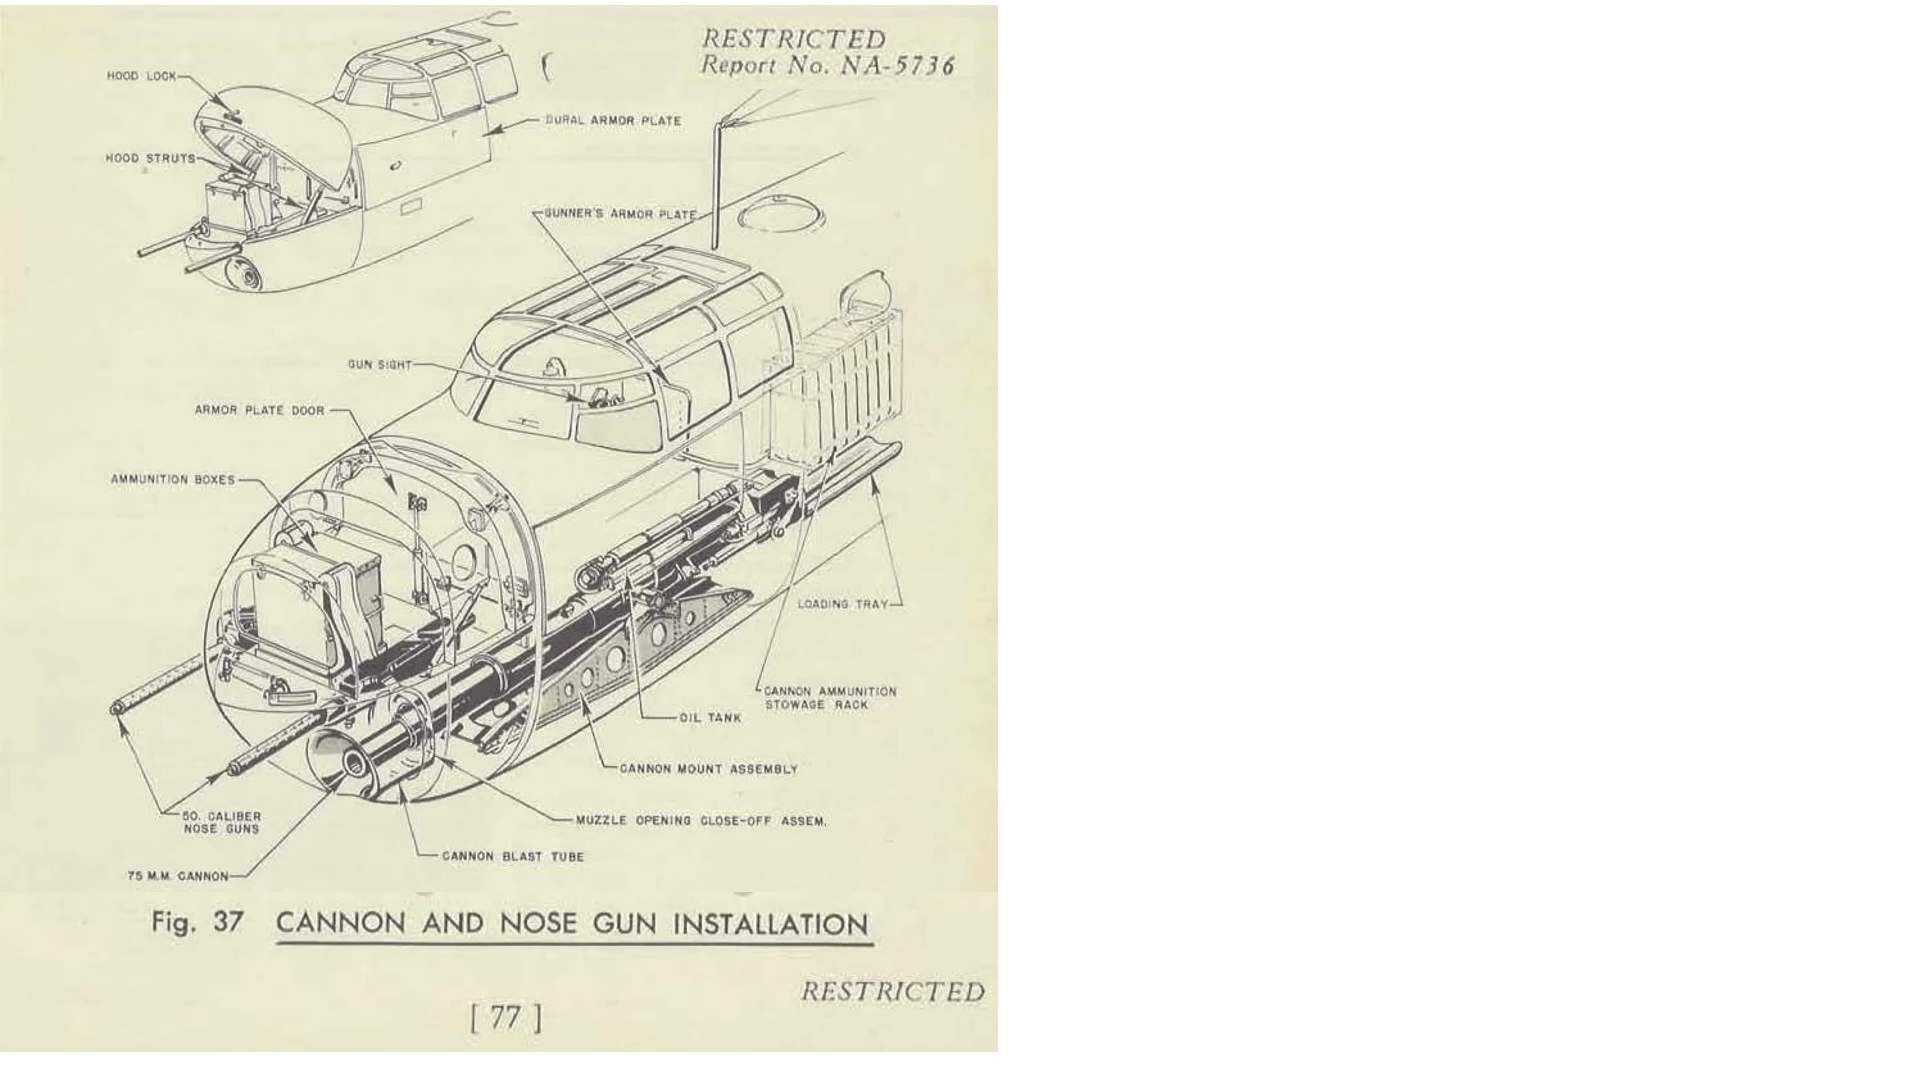 RESTRICTED
Report No. NA-5736
HOOD LOCK
DURAL ARMOR PLATE
HOOD STRUTS
GUNNER'S ARMOR PLATE
GUN SIGHT
ARMOR PLATE DOOR
AMMUNITION BOXES
LOADING TRAY
CANNON AMMUNITION
STOWAGE RACK
OIL TANK
CANNON MOUNT ASSEMBLY
50. CALIBER
NOSE GUNS
MUZZLE OPENING CLOSE-OFF ASSEM.
CANNON BLAST TUBE
75 M.M. CANNON
Fig. 37 CANNON AND NOSE GUN INSTALLATION
RESTRICTED
[ 77 ]